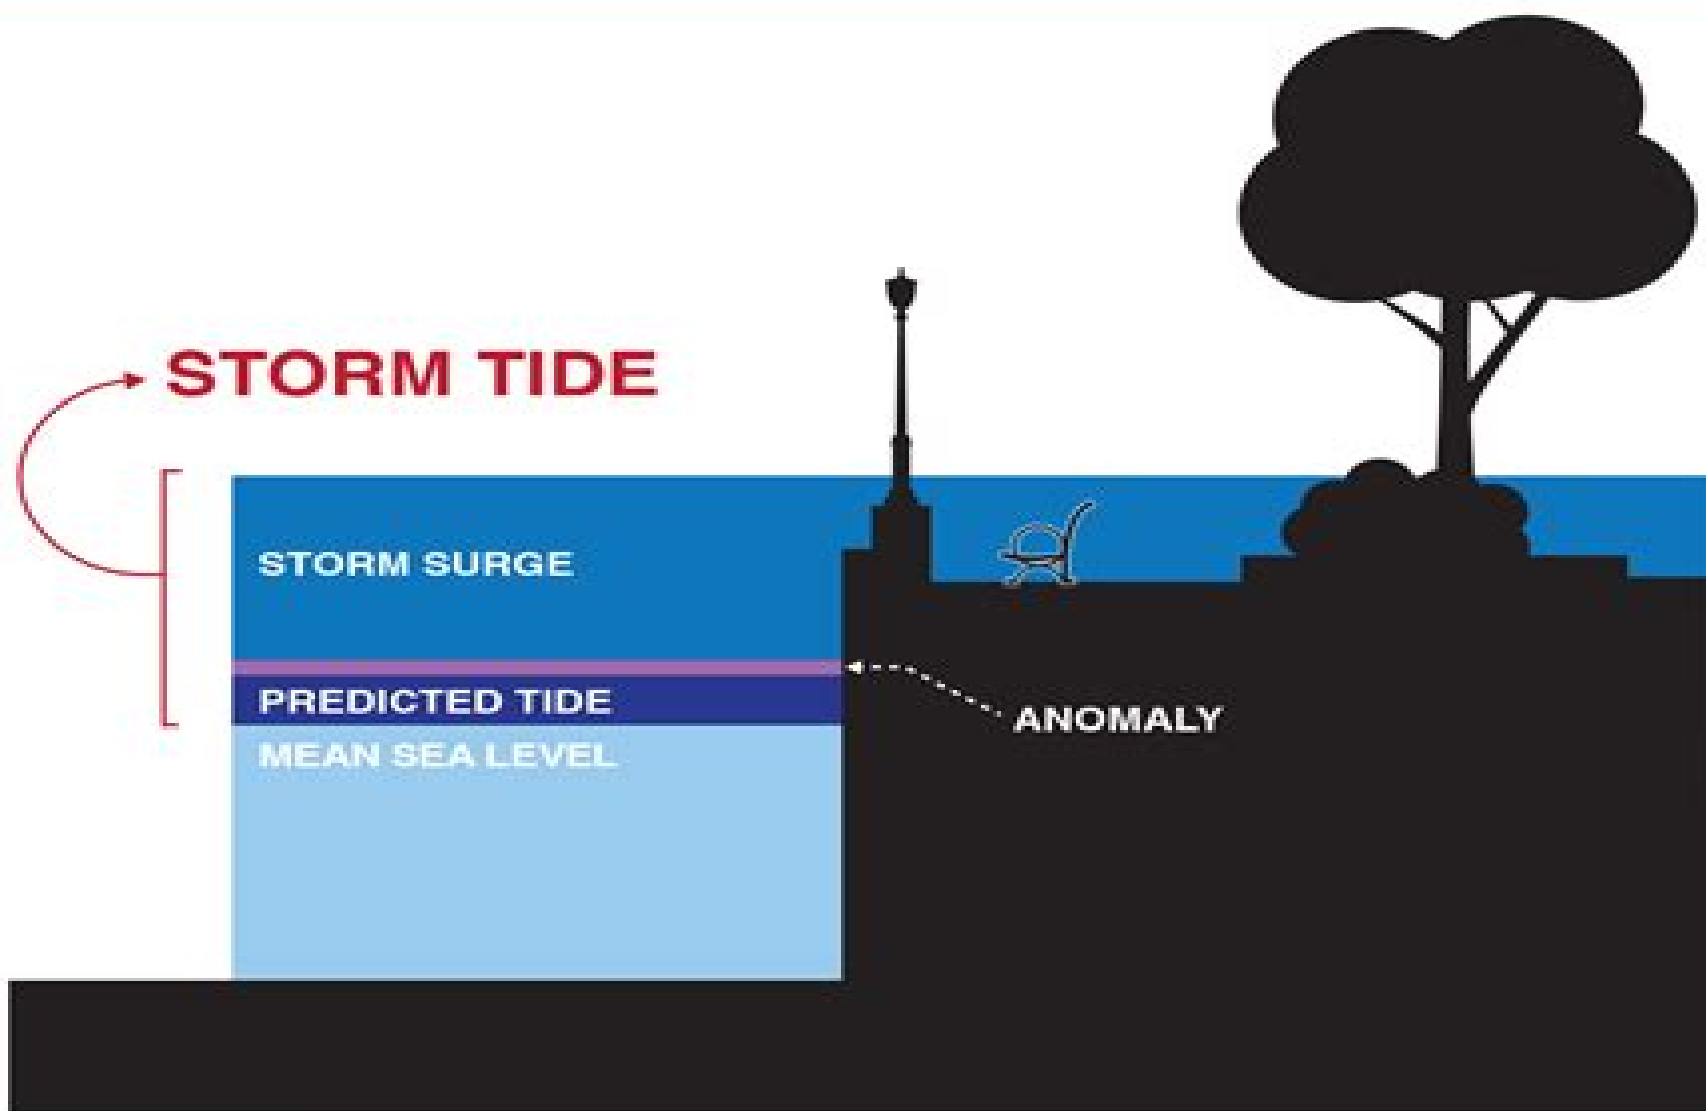 STORM TIDE
STORM SURGE
PREDICTED TIDE
ANOMALY
MEAN SEA LEVEL